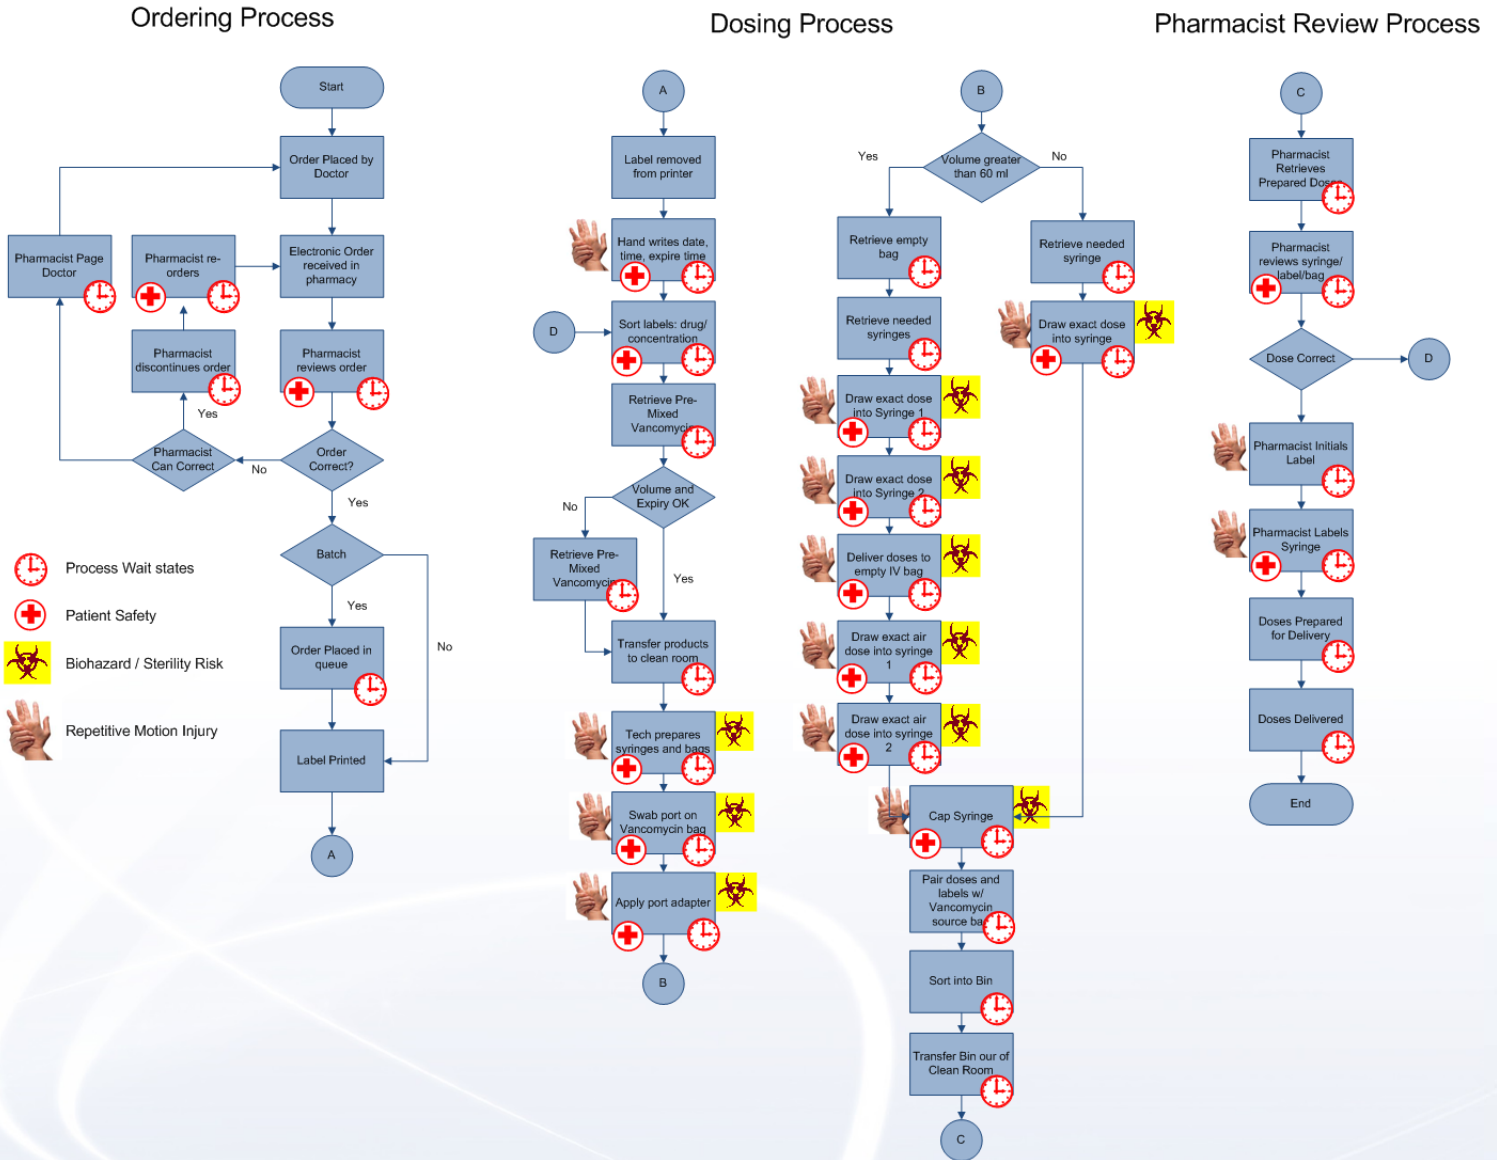 Ordering Process
Start
Order Placed by
Doctor
Pharmacist Page
Doctor
Pharmacist re-
orders
Electronic Order
received in
pharmacy
Pharmacist
discontinues order
Pharmacist
reviews order
Yes
Pharmacist
Can Correct
No
Order
Correct?
Yes
Batch
Yes
No
Order Placed in
queue
Label Printed
A
Process Wait states
Patient Safety
Biohazard / Sterility Risk
Repetitive Motion Injury
Dosing Process
A
Label removed
from printer
Hand writes date,
time, expire time
D
Sort labels: drug/
concentration
Retrieve Pre-
Mixed
Vancomycin
Volume and
Expiry OK
No
Retrieve Pre-
Mixed
Vancomycin
Yes
Transfer products
to clean room
Tech prepares
syringes and bags
Swab port on
Vancomycin bag
Apply port adapter
B
B
Yes
Volume greater
than 60 ml
No
Retrieve empty
bag
Retrieve needed
syringe
Retrieve needed
syringes
Draw exact dose
into syringe
Draw exact dose
into Syringe 1
Draw exact dose
into Syringe 2
Deliver doses to
empty IV bag
Draw exact air
dose into syringe
1
Draw exact air
dose into syringe
2
Cap Syringe
Pair doses and
labels w/
Vancomycin
source bag
Sort into Bin
Transfer Bin our of
Clean Room
C
Pharmacist Review Process
C
Pharmacist
Retrieves
Prepared Doses
Pharmacist
reviews syringe/
label/bag
Dose Correct
D
Pharmacist Initials
Label
Pharmacist Labels
Syringe
Doses Prepared
for Delivery
Doses Delivered
End